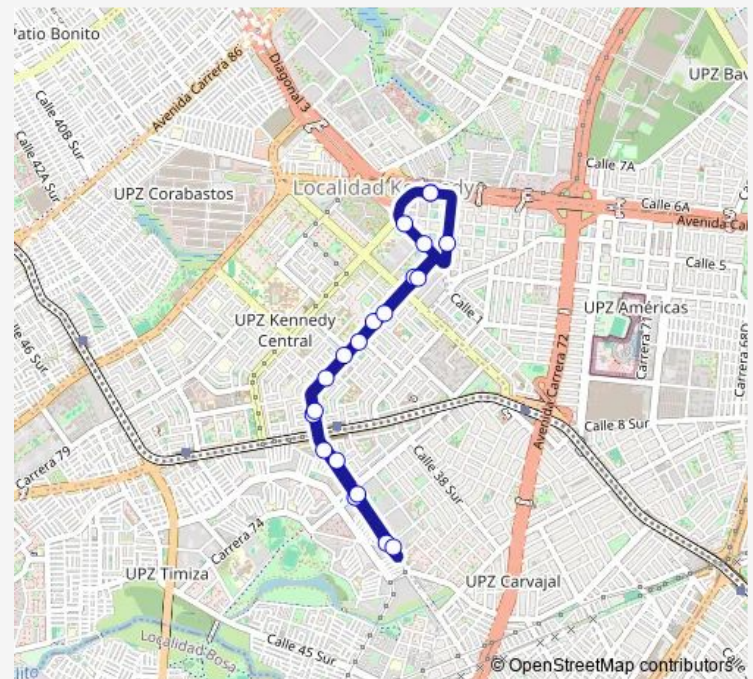 Patio Bonito
Avenida Carrera 86
Diagonal 3
UPZ Bav
Calle 40B Sur
Calle 42A Sur
UPZ Corabastos
Localidad Kennedy
Calle 7A
Calle 6A
Avenida Cal
Calle 5
Calle 1
UPZ Américas
Carrera 71
Carrera 68D
UPZ Kennedy
Central
Avenida Carrera 72
Calle 8 Sur
Carrera 79
Calle 38 Sur
Carrera 74
UPZ Timiza
UPZ Carvajal
Localidad Bosa
Calle 45 Sur
Calle
© OpenStreetMap contributors